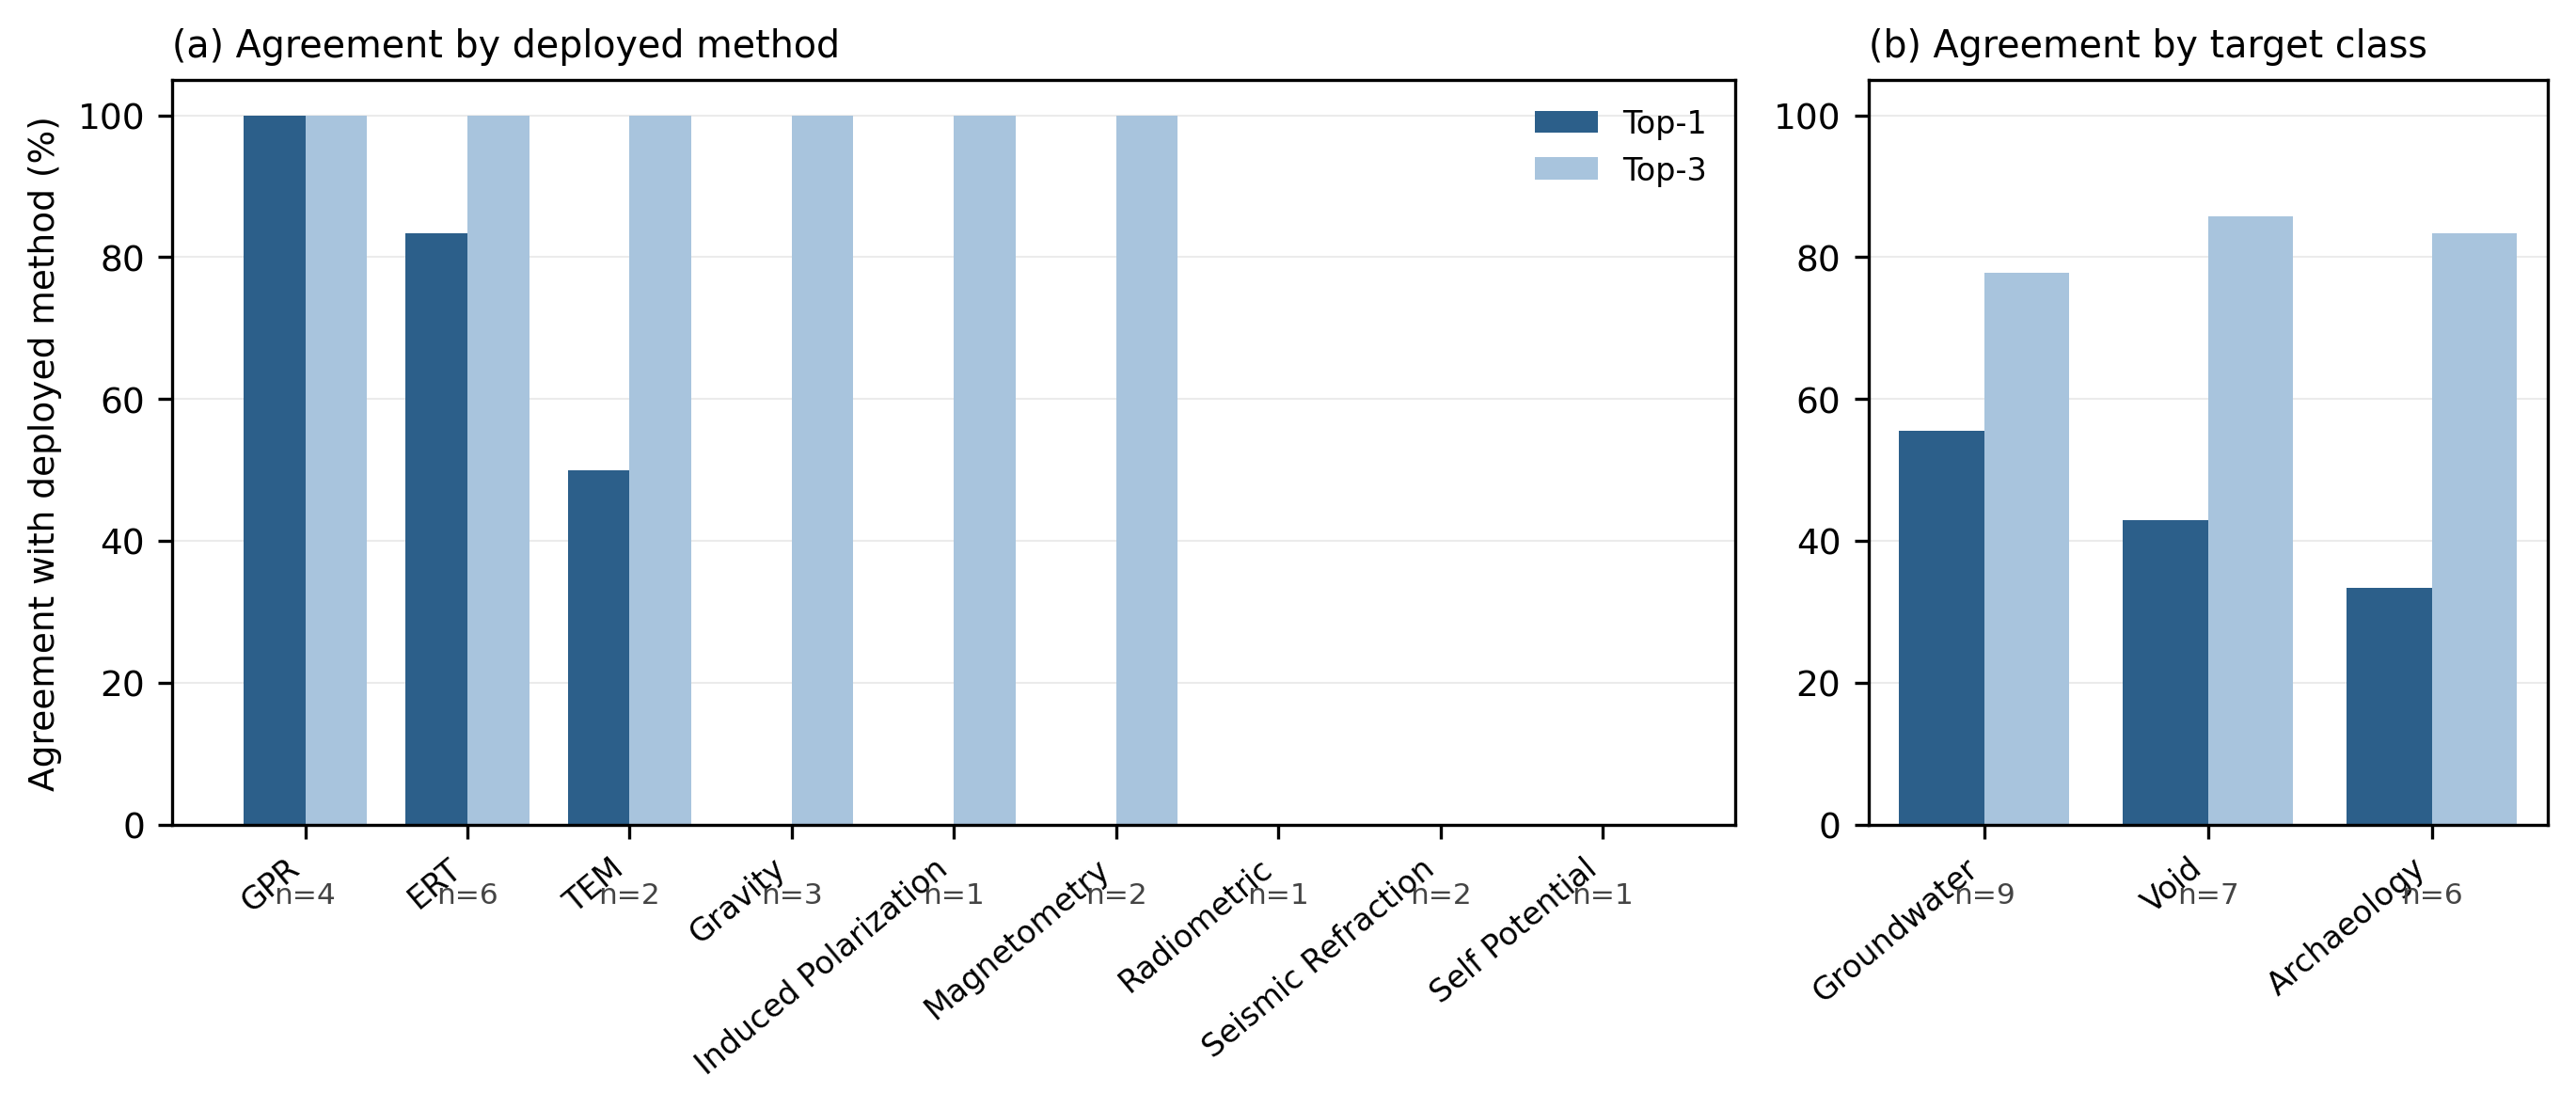 (a) Agreement by deployed method
Agreement with deployed method (%)
100
80
60
40
20
0
Top-1
Top-3
GPR
ERT
TEM
Gravity
Induced Polarization
Magnetometry
Radiometric
Seismic Refraction
Self Potential
n=4
n=6
n=2
n=3
n=1
n=2
n=1
n=2
n=1
(b) Agreement by target class
100
80
60
40
20
0
Groundwater
Void
Archaeology
n=9
n=7
n=6